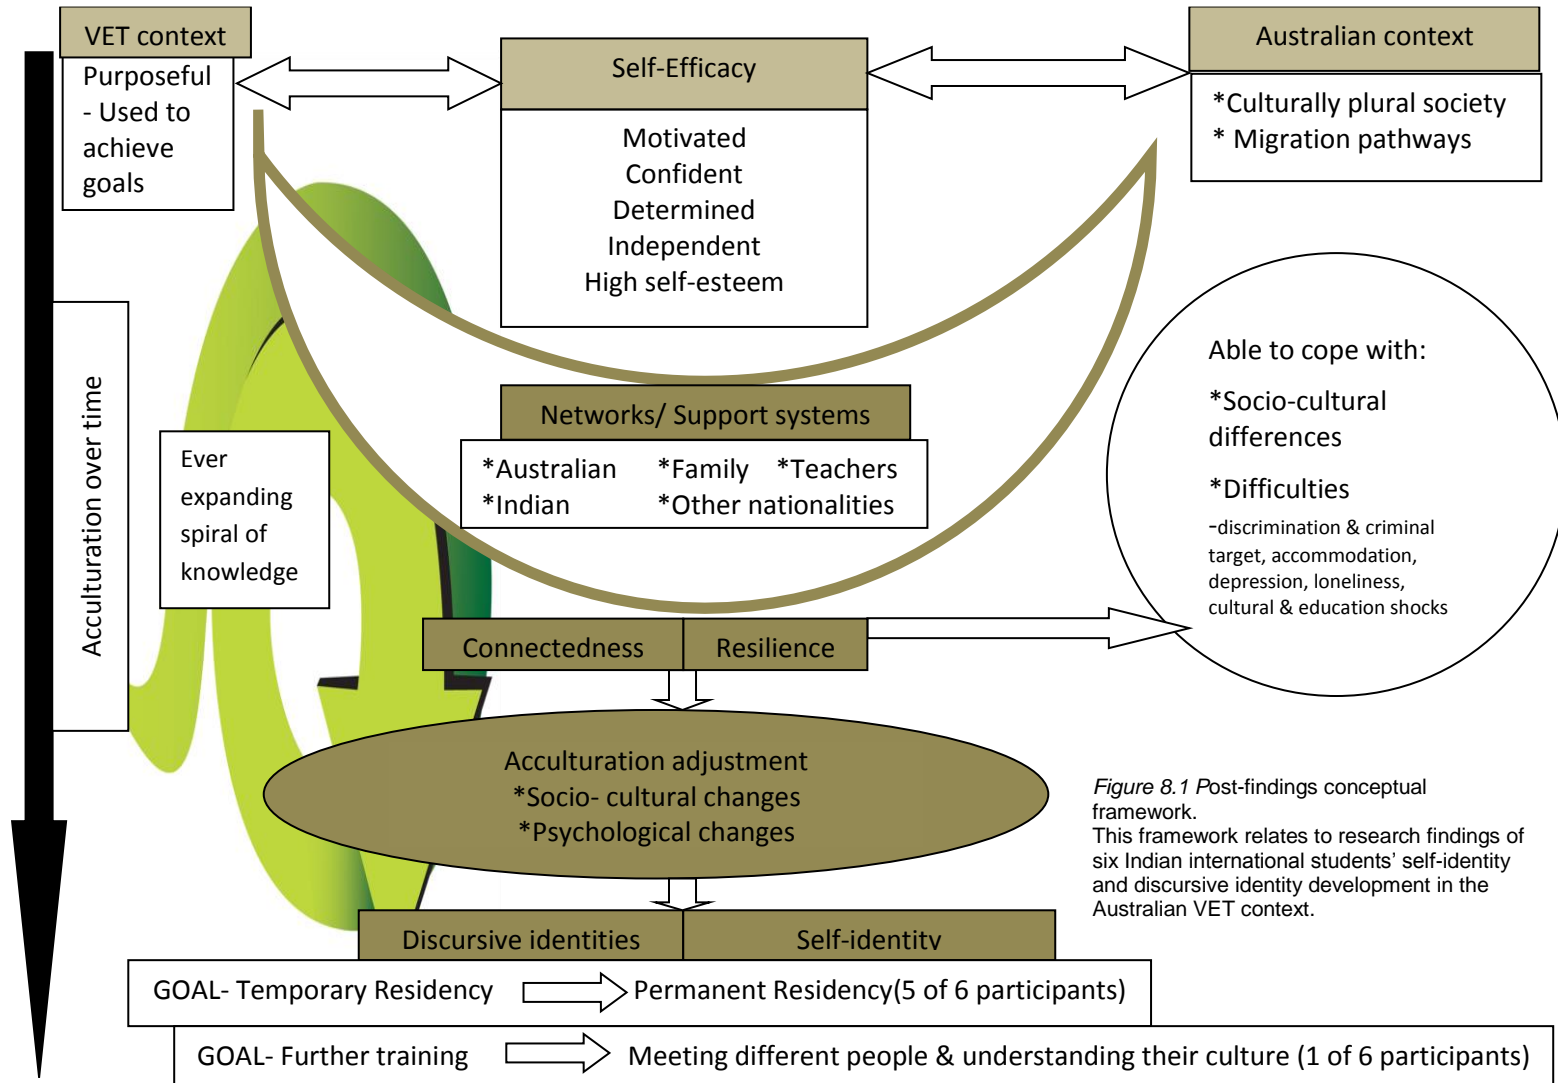 VET context
Purposeful
- Used to
achieve
goals
Self-Efficacy
Motivated
Confident
Determined
Independent
High self-esteem
Australian context
*Culturally plural society
* Migration pathways
Acculturation over time
Ever
expanding
spiral of
knowledge
Networks/ Support systems
*Australian *Family *Teachers
*Indian *Other nationalities
Able to cope with:
*Socio-cultural
differences
*Difficulties
-discrimination & criminal
target, accommodation,
depression, loneliness,
cultural & education shocks
Connectedness
Resilience
Acculturation adjustment
*Socio- cultural changes
*Psychological changes
Figure 8.1 Post-findings conceptual
framework.
This framework relates to research findings of
six Indian international students' self-identity
and discursive identity development in the
Australian VET context.
Discursive identities
Self-identity
GOAL- Temporary Residency Permanent Residency(5 of 6 participants)
GOAL- Further training Meeting different people & understanding their culture (1 of 6 participants)